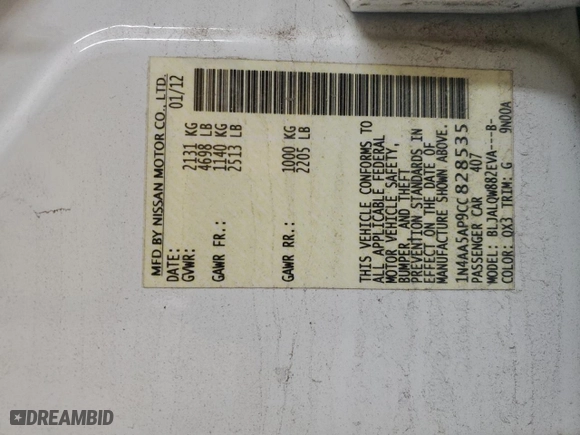 MFD BY NISSAN MOTOR CO., LTD.
DATE: 01/12
GVWR: 2131 KG
4698 LB
GAWR FR.: 1140 KG
2513 LB
GAWR RR.: 1000 KG
2205 LB
THIS VEHICLE CONFORMS TO
ALL APPLICABLE FEDERAL
MOTOR VEHICLE SAFETY,
BUMPER, AND THEFT
PREVENTION STANDARDS IN
EFFECT ON THE DATE OF
MANUFACTURE SHOWN ABOVE.
1N4AA5AP9CC828535
PASSENGER CAR 407
MODEL: BLJALQW882EVA---B-
COLOR: QX3 TRIM: G 9N00A
DREAMBID